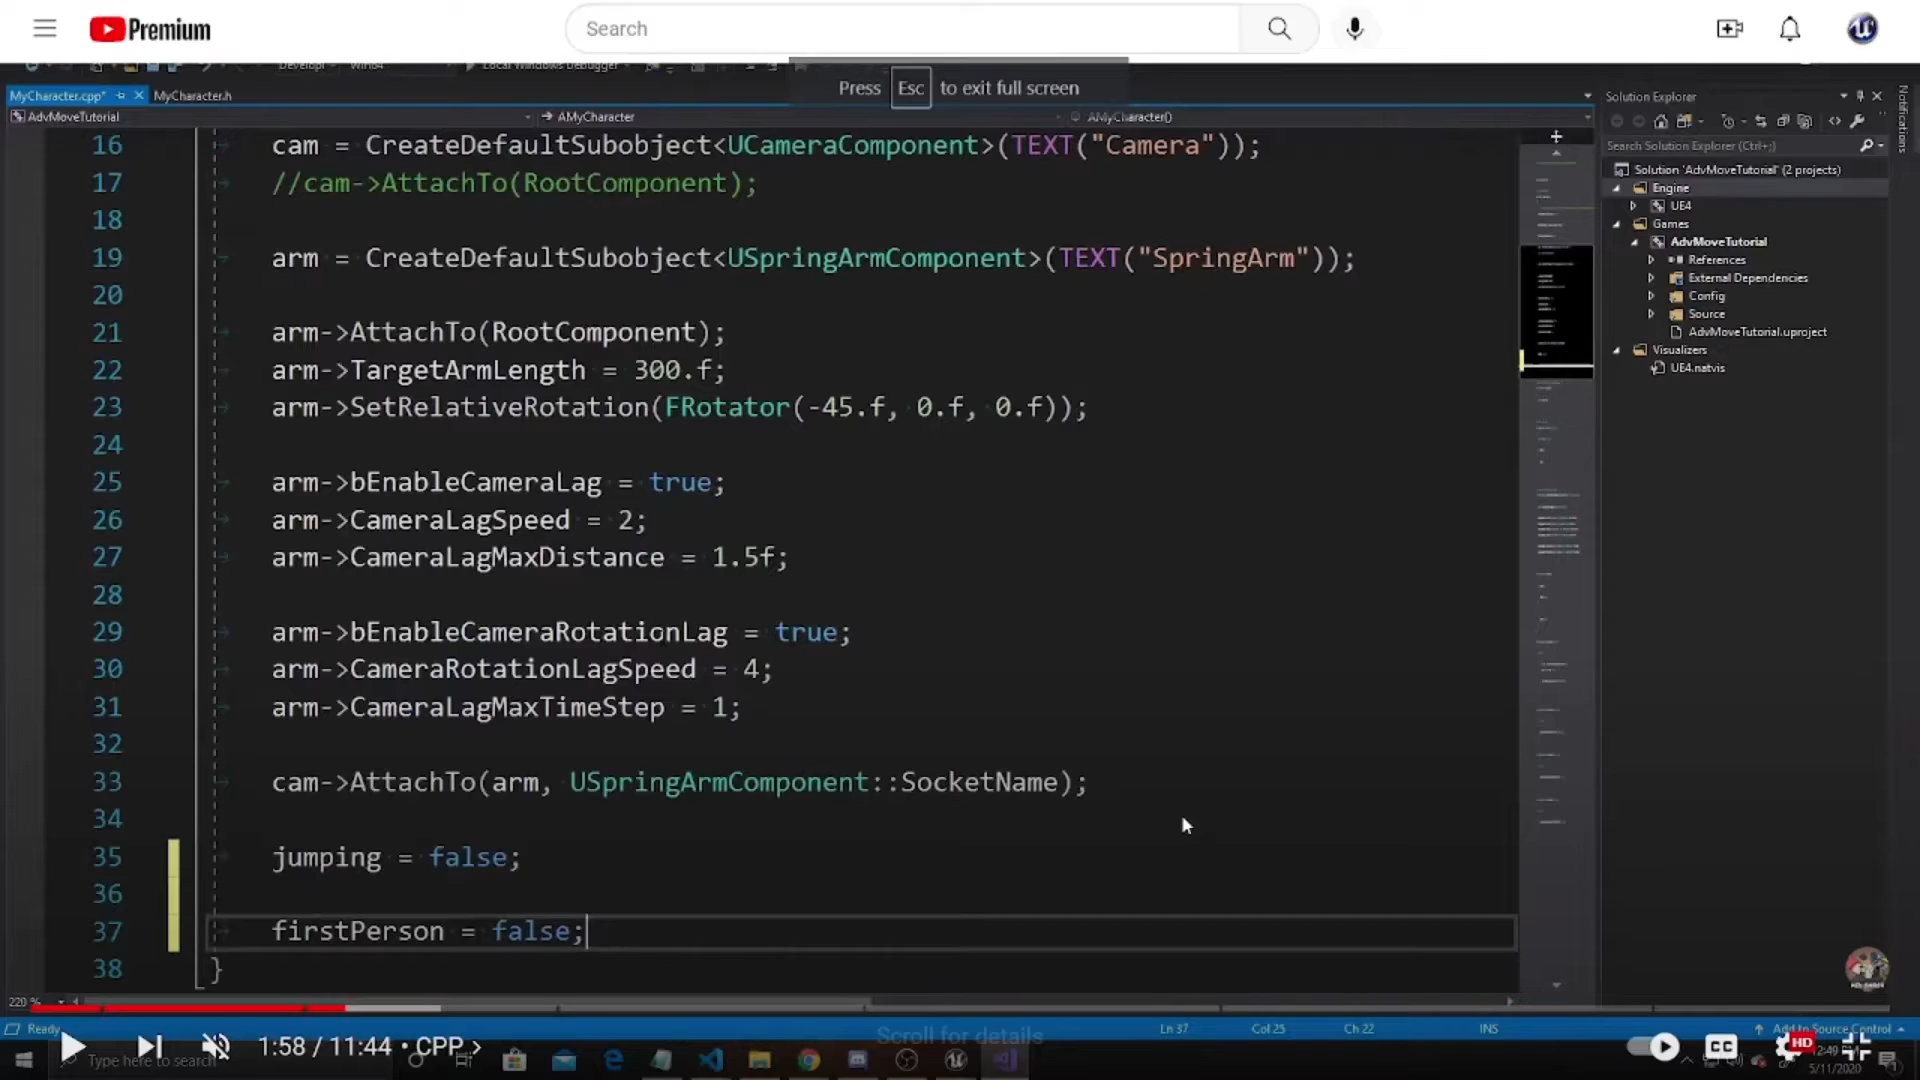 Premium
Search
Press Esc to exit full screen
MyCharacter.cpp*
MyCharacter.h
AdvMoveTutorial
AMyCharacter
AMyCharacter()
16 cam = CreateDefaultSubobject<UCameraComponent>(TEXT("Camera"));
17 //cam->AttachTo(RootComponent);
18
19 arm = CreateDefaultSubobject<USpringArmComponent>(TEXT("SpringArm"));
20
21 arm->AttachTo(RootComponent);
22 arm->TargetArmLength = 300.f;
23 arm->SetRelativeRotation(FRotator(-45.f, 0.f, 0.f));
24
25 arm->bEnableCameraLag = true;
26 arm->CameraLagSpeed = 2;
27 arm->CameraLagMaxDistance = 1.5f;
28
29 arm->bEnableCameraRotationLag = true;
30 arm->CameraRotationLagSpeed = 4;
31 arm->CameraLagMaxTimeStep = 1;
32
33 cam->AttachTo(arm, USpringArmComponent::SocketName);
34
35 jumping = false;
36
37 firstPerson = false;
38 }
Solution Explorer
Search Solution Explorer (Ctrl+;)
Solution 'AdvMoveTutorial' (2 projects)
Engine
UE4
Games
AdvMoveTutorial
References
External Dependencies
Config
Source
AdvMoveTutorial.uproject
Visualizers
UE4.natvis
Notifications
220 %
Ready
Ln 37
Col 25
Ch 22
INS
Add to Source Control
Scroll for details
1:58 / 11:44 • CPP
Type here to search
CC
HD
5/11/2020